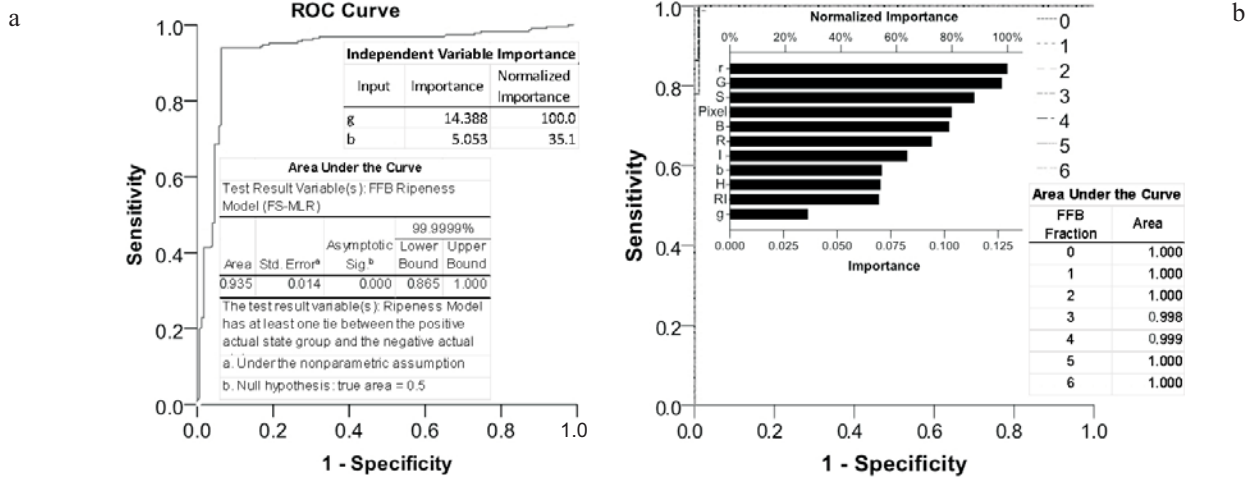 a
ROC Curve
1.0
0.8
0.6
0.4
0.2
0.0
Sensitivity
Independent Variable Importance
Input Importance Normalized Importance
g 14.388 100.0
b 5.053 35.1
Area Under the Curve
Test Result Variable(s): FFB Ripeness
Model (FS-MLR)
99.9999%
Area Std. Errorᵃ Asymptotic Sig.ᵇ Lower Bound Upper Bound
0.935 0.014 0.000 0.865 1.000
The test result variable(s): Ripeness Model
has at least one tie between the positive
actual state group and the negative actual
a. Under the nonparametric assumption
b. Null hypothesis: true area = 0.5
0.0 0.2 0.4 0.6 0.8 1.0
1 - Specificity
b
1.0
0.8
0.6
0.4
0.2
0.0
Sensitivity
Normalized Importance
0% 20% 40% 60% 80% 100%
r
G
S
Pixel
B
R
I
b
H
RI
g
0.000 0.025 0.050 0.075 0.100 0.125
Importance
0
1
2
3
4
5
6
Area Under the Curve
FFB Fraction Area
0 1.000
1 1.000
2 1.000
3 0.998
4 0.999
5 1.000
6 1.000
0.0 0.2 0.4 0.6 0.8 1.0
1 - Specificity